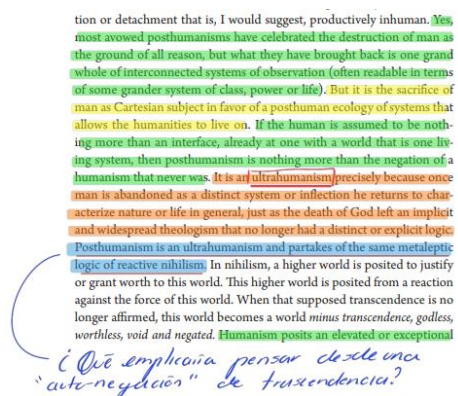 tion or detachment that is, I would suggest, productively inhuman. Yes,
most avowed posthumanists have celebrated the destruction of man as
the ground of all reason, but what they have brought back is one grand
whole of interconnected systems of observation (often readable in terms
of some grander system of class, power or life). But it is the sacrifice of
man as Cartesian subject in favor of a posthuman ecology of systems that
allows the humanities to live on. If the human is assumed to be noth-
ing more than an interface, already at one with a world that is one liv-
ing system, then posthumanism is nothing more than the negation of a
humanism that never was. It is an ultrahumanism precisely because once
man is abandoned as a distinct system or inflection he returns to char-
acterize nature or life in general, just as the death of God left an implicit
and widespread theologism that no longer had a distinct or explicit logic.
Posthumanism is an ultrahumanism and partakes of the same metaleptic
logic of reactive nihilism. In nihilism, a higher world is posited to justify
or grant worth to this world. This higher world is posited from a reaction
against the force of this world. When that supposed transcendence is no
longer affirmed, this world becomes a world minus transcendence, godless,
worthless, void and negated. Humanism posits an elevated or exceptional
¿Qué implicaría pensar desde una
"auto-negación" de trascendencia?